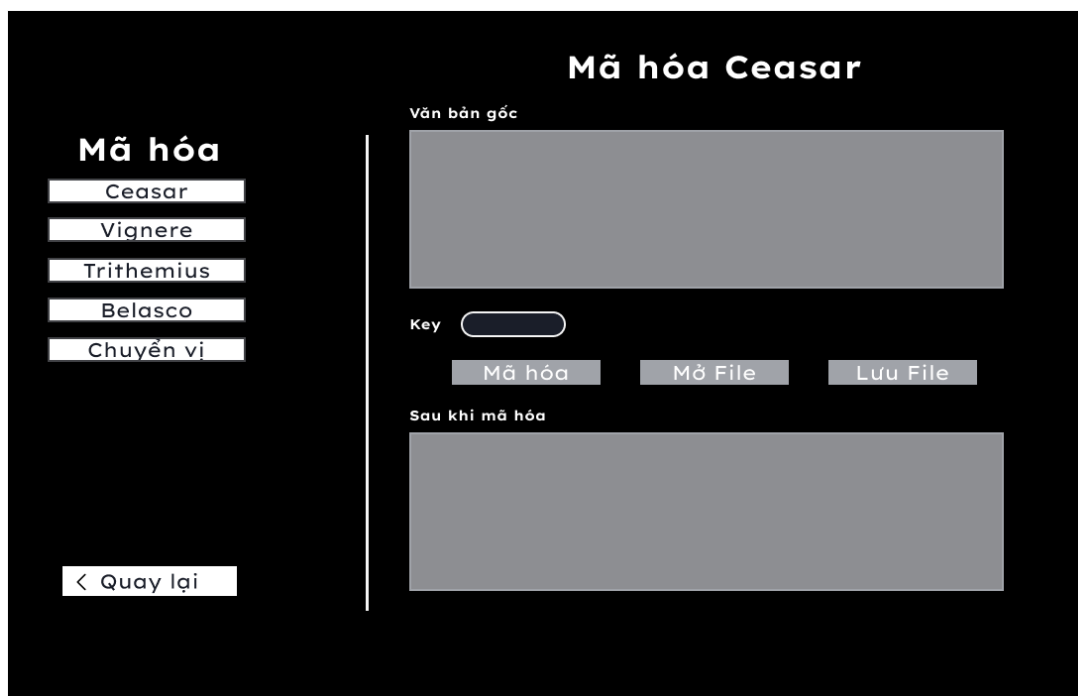 Mã hóa Ceasar
Văn bản gốc
Mã hóa
Ceasar
Vignere
Trithemius
Belasco
Chuyển vị
Key
Mã hóa
Mở File
Lưu File
Sau khi mã hóa
< Quay lại